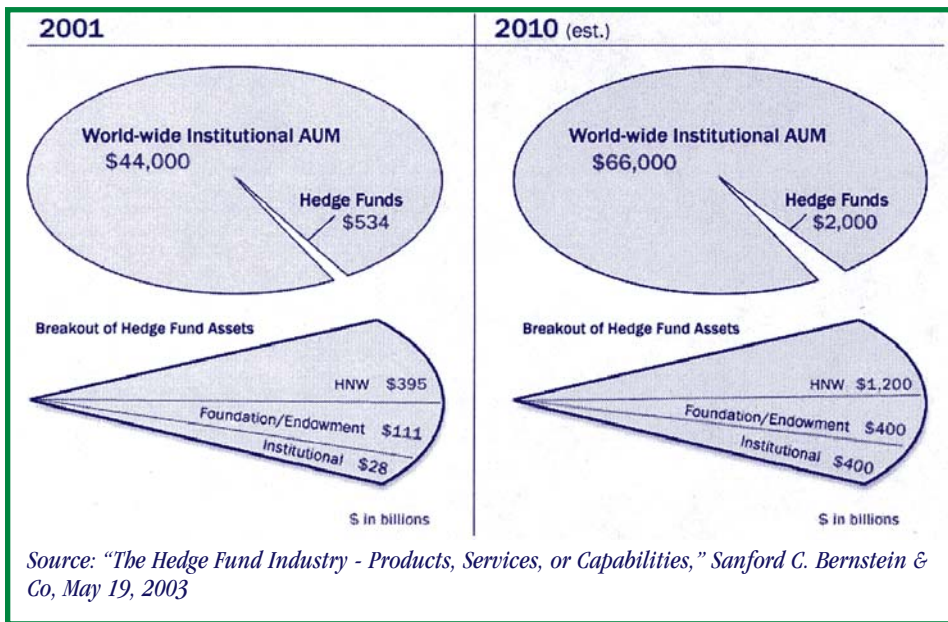 2001
World-wide Institutional AUM
$44,000
Hedge Funds
$534
Breakout of Hedge Fund Assets
HNW $395
Foundation/Endowment $111
Institutional $28
$ in billions
2010 (est.)
World-wide Institutional AUM
$66,000
Hedge Funds
$2,000
Breakout of Hedge Fund Assets
HNW $1,200
Foundation/Endowment $400
Institutional $400
$ in billions
Source: “The Hedge Fund Industry - Products, Services, or Capabilities,” Sanford C. Bernstein &
Co, May 19, 2003